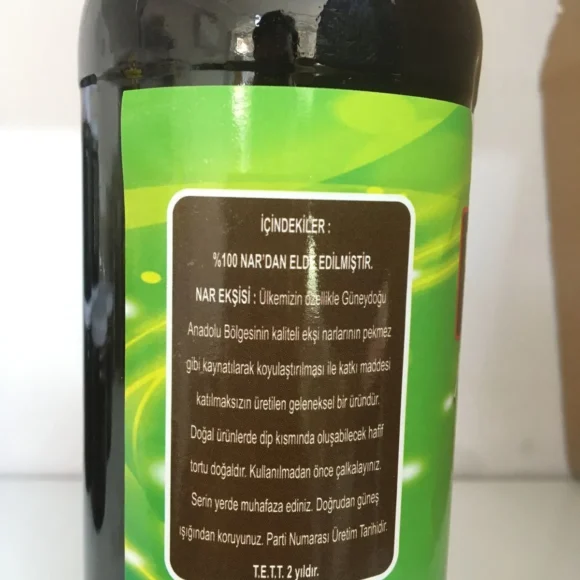 İÇİNDEKİLER :
%100 NAR'DAN ELDE EDİLMİŞTİR.
NAR EKŞİSİ : Ülkemizin özellikle Güneydoğu
Anadolu Bölgesinin kaliteli ekşi narlarının pekmez
gibi kaynatılarak koyulaştırılması ile katkı maddesi
katılmaksızın üretilen geleneksel bir üründür.
Doğal ürünlerde dip kısmında oluşabilecek hafif
tortu doğaldır. Kullanılmadan önce çalkalayınız.
Serin yerde muhafaza ediniz. Doğrudan güneş
ışığından koruyunuz. Parti Numarası Üretim Tarihidir.
T.E.T.T. 2 yıldır.